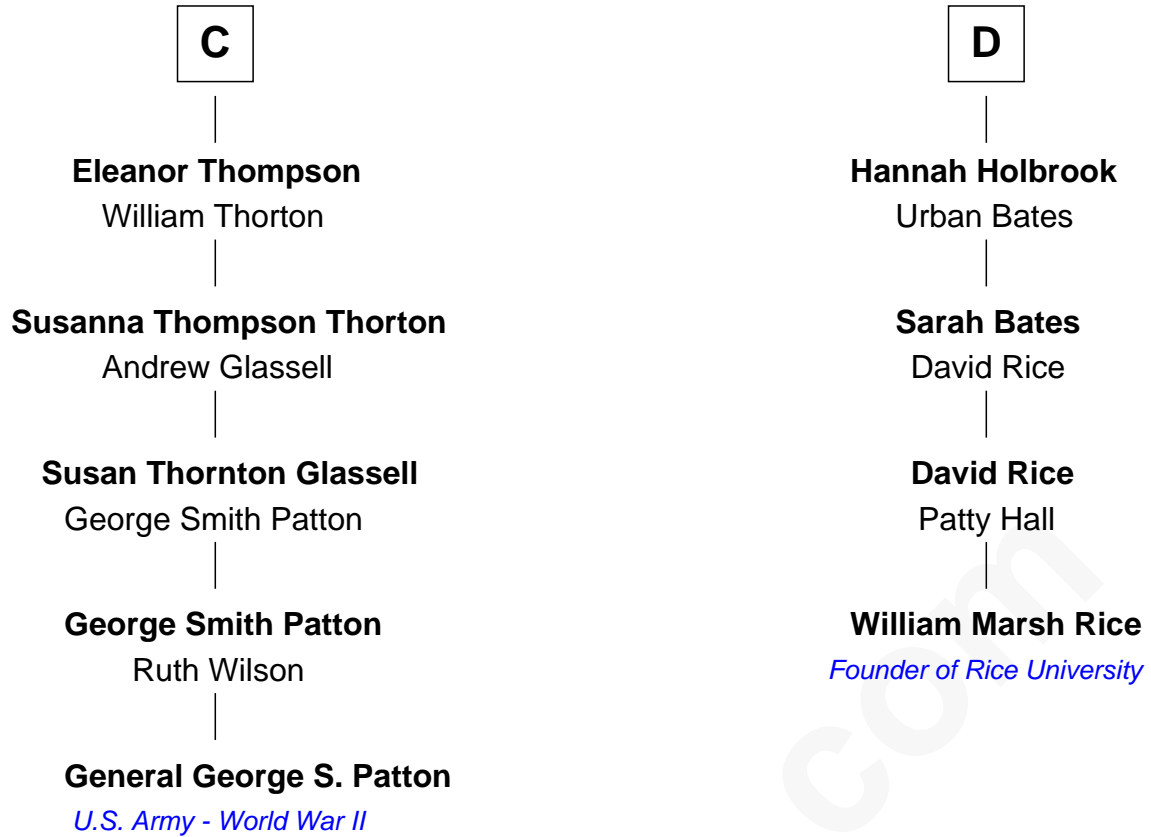 C
Eleanor Thompson
William Thorton
Susanna Thompson Thorton
Andrew Glassell
Susan Thornton Glassell
George Smith Patton
George Smith Patton
Ruth Wilson
General George S. Patton
U.S. Army - World War II
D
Hannah Holbrook
Urban Bates
Sarah Bates
David Rice
David Rice
Patty Hall
William Marsh Rice
Founder of Rice University
com